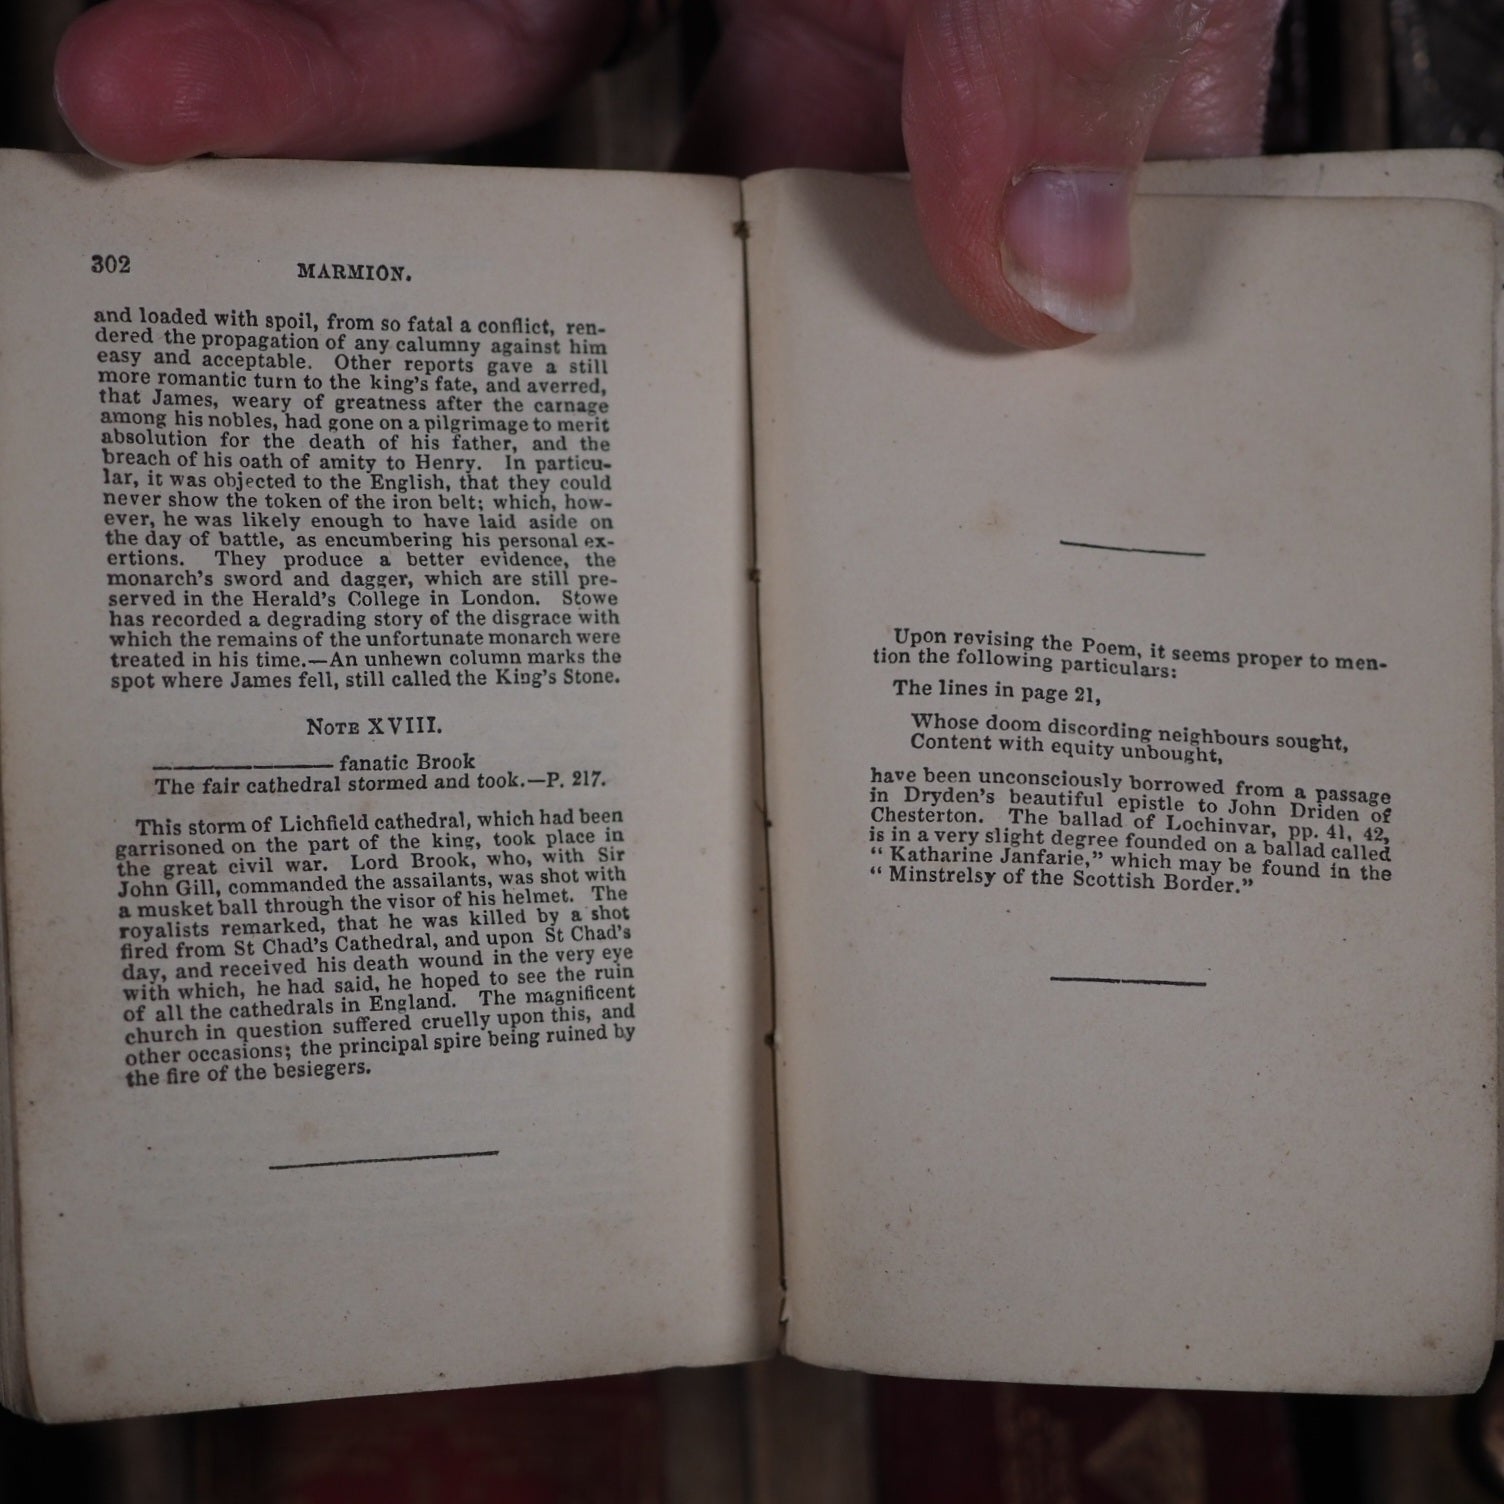 302
MARMION.
and loaded with spoil, from so fatal a conflict, ren-
dered the propagation of any calumny against him
easy and acceptable. Other reports gave a still
more romantic turn to the king's fate, and averred,
that James, weary of greatness after the carnage
among his nobles, had gone on a pilgrimage to merit
absolution for the death of his father, and the
breach of his oath of amity to Henry. In particu-
lar, it was objected to the English, that they could
never show the token of the iron belt; which, how-
ever, he was likely enough to have laid aside on
the day of battle, as encumbering his personal ex-
ertions. They produce a better evidence, the
monarch's sword and dagger, which are still pre-
served in the Herald's College in London. Stowe
has recorded a degrading story of the disgrace with
which the remains of the unfortunate monarch were
treated in his time.—An unhewn column marks the
spot where James fell, still called the King's Stone.
NOTE XVIII.
—————— fanatic Brook
The fair cathedral stormed and took.—P. 217.
This storm of Lichfield cathedral, which had been
garrisoned on the part of the king, took place in
the great civil war. Lord Brook, who, with Sir
John Gill, commanded the assailants, was shot with
a musket ball through the visor of his helmet. The
royalists remarked, that he was killed by a shot
fired from St Chad's Cathedral, and upon St Chad's
day, and received his death wound in the very eye
with which, he had said, he hoped to see the ruin
of all the cathedrals in England. The magnificent
church in question suffered cruelly upon this, and
other occasions; the principal spire being ruined by
the fire of the besiegers.
Upon revising the Poem, it seems proper to men-
tion the following particulars:
The lines in page 21,
Whose doom discording neighbours sought,
Content with equity unbought,
have been unconsciously borrowed from a passage
in Dryden's beautiful epistle to John Driden of
Chesterton. The ballad of Lochinvar, pp. 41, 42,
is in a very slight degree founded on a ballad called
"Katharine Janfarie," which may be found in the
"Minstrelsy of the Scottish Border."